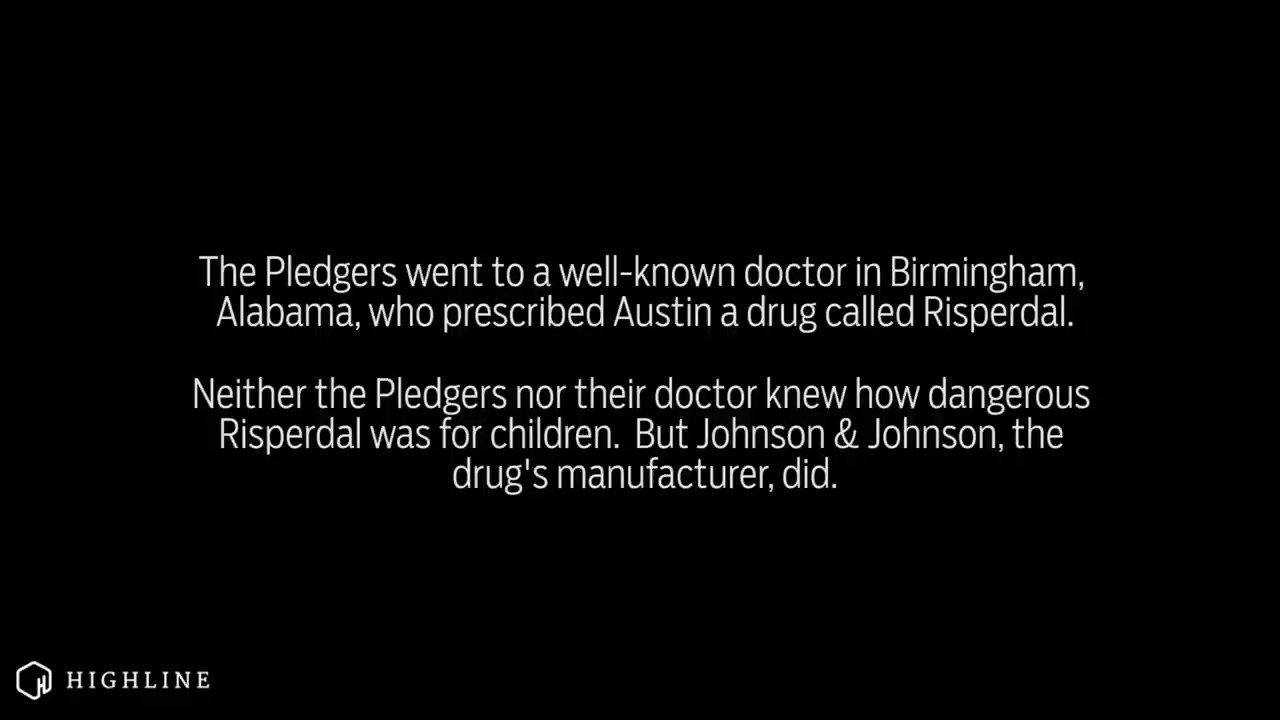 The Pledgers went to a well-known doctor in Birmingham,
Alabama, who prescribed Austin a drug called Risperdal.
Neither the Pledgers nor their doctor knew how dangerous
Risperdal was for children.  But Johnson & Johnson, the
drug's manufacturer, did.
HIGHLINE